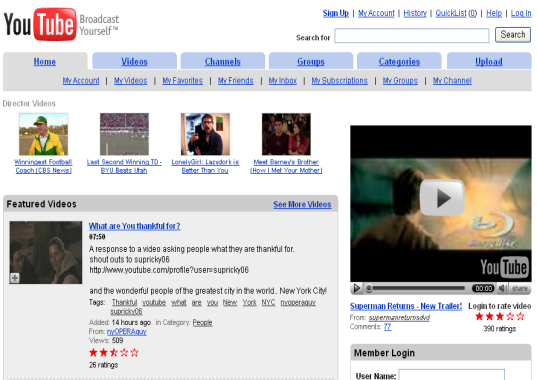 YouTube Broadcast Yourself™
Sign Up | My Account | History | QuickList (0) | Help | Log In
Search for Search
Home Videos Channels Groups Categories Upload
My Account | My Videos | My Favorites | My Friends | My Inbox | My Subscriptions | My Groups | My Channel
Director Videos
Winningest Football
Coach (CBS News)
Last Second Winning TD -
BYU Beats Utah
LonelyGirl: Lazydork is
Better Than You
Meet Barney's Brother
(How I Met Your Mother)
Featured Videos See More Videos
What are You thankful for?
07:50
A response to a video asking people what they are thankful for.
shout outs to supricky06
http://www.youtube.com/profile?user=supricky06
and the wonderful people of the greatest city in the world.. New York City!
Tags: Thankful youtube what are you New York NYC nyoperaguy
supricky06
Added: 14 hours ago in Category: People
From: nyOPERAguy
Views: 509
26 ratings
YouTube
00:00 share
Superman Returns - New Trailer! Login to rate video
From: supermanreturnsdvd
Comments: 77
390 ratings
Member Login
User Name: